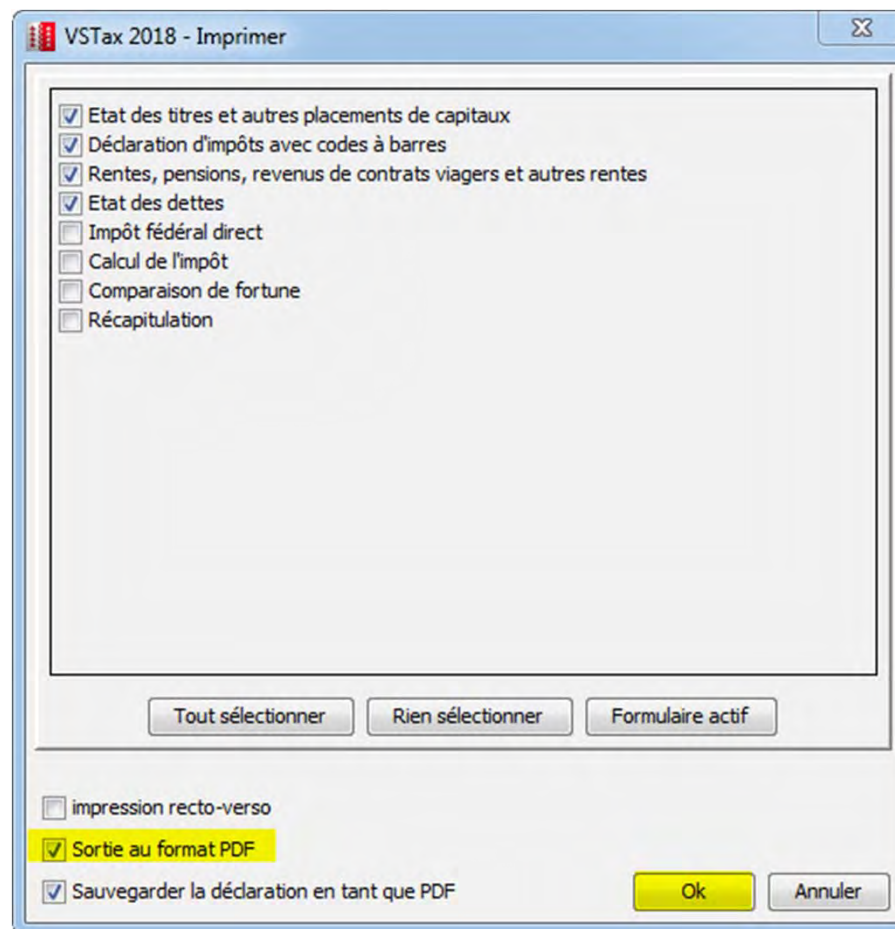 VSTax 2018 - Imprimer
Etat des titres et autres placements de capitaux
Déclaration d'impôts avec codes à barres
Rentes, pensions, revenus de contrats viagers et autres rentes
Etat des dettes
Impôt fédéral direct
Calcul de l'impôt
Comparaison de fortune
Récapitulation
Tout sélectionner Rien sélectionner Formulaire actif
impression recto-verso
Sortie au format PDF
Sauvegarder la déclaration en tant que PDF Ok Annuler